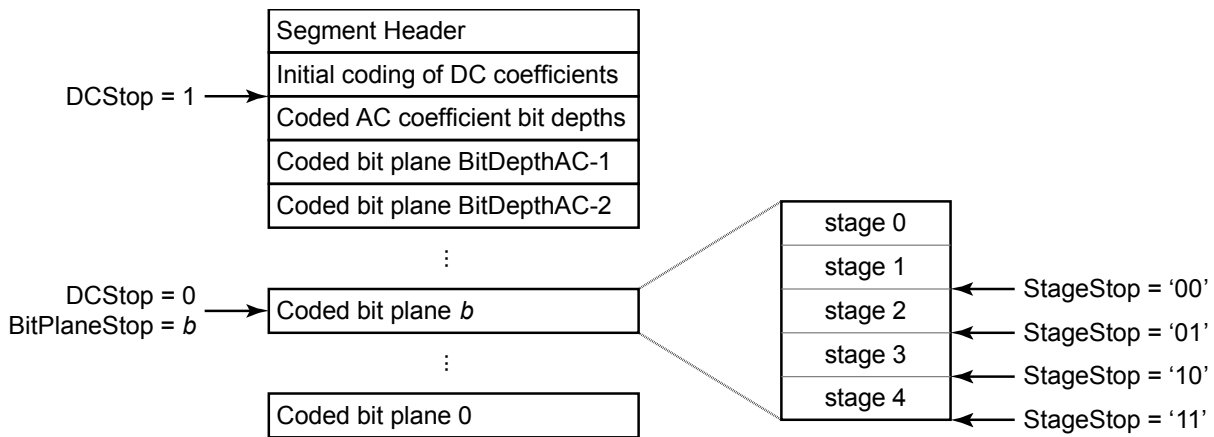 Segment Header
Initial coding of DC coefficients
DCStop = 1
Coded AC coefficient bit depths
Coded bit plane BitDepthAC-1
Coded bit plane BitDepthAC-2
⋮
DCStop = 0
BitPlaneStop = b
Coded bit plane b
⋮
Coded bit plane 0
stage 0
stage 1
StageStop = ‘00’
stage 2
StageStop = ‘01’
stage 3
StageStop = ‘10’
stage 4
StageStop = ‘11’